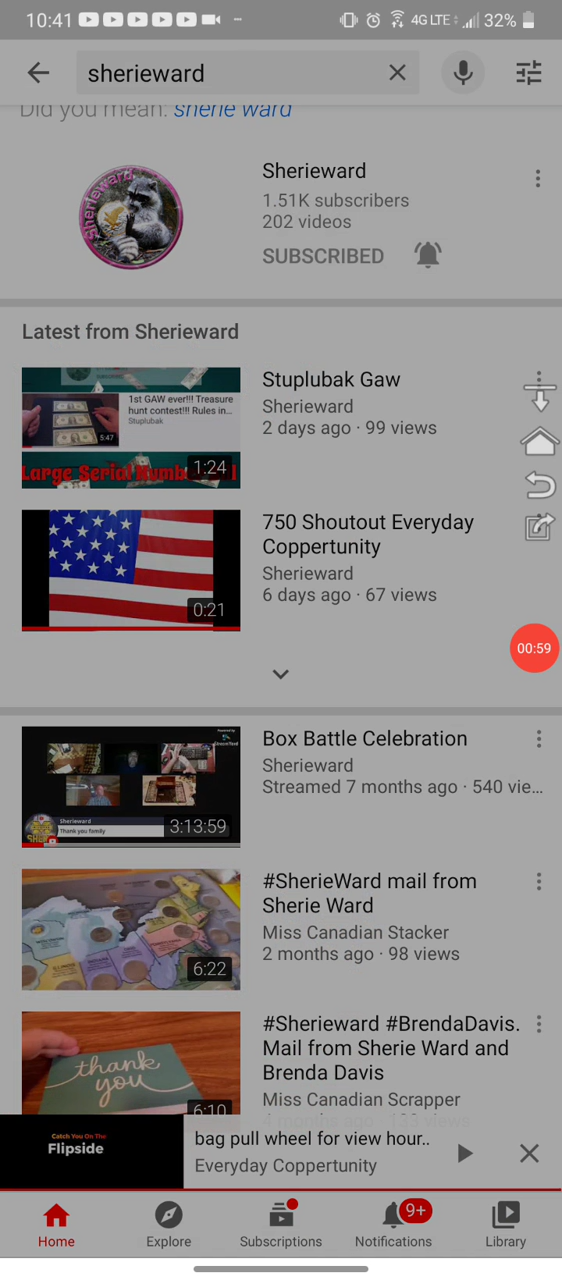 10:41
4G LTE 32%
sherieward
Did you mean: sherie ward
Sherieward
Sherieward
1.51K subscribers
202 videos
SUBSCRIBED
Latest from Sherieward
1st GAW ever!!! Treasure
hunt contest!!! Rules in...
Stuplubak
5:47
1:24
Stuplubak Gaw
Sherieward
2 days ago · 99 views
0:21
750 Shoutout Everyday
Coppertunity
Sherieward
6 days ago · 67 views
00:59
Sherieward
Thank you family
3:13:59
Box Battle Celebration
Sherieward
Streamed 7 months ago · 540 vie...
6:22
#SherieWard mail from
Sherie Ward
Miss Canadian Stacker
2 months ago · 98 views
thank
you
6:10
#Sherieward #BrendaDavis.
Mail from Sherie Ward and
Brenda Davis
Miss Canadian Scrapper
Catch You On The
Flipside
bag pull wheel for view hour..
Everyday Coppertunity
Home
Explore
Subscriptions
9+
Notifications
Library